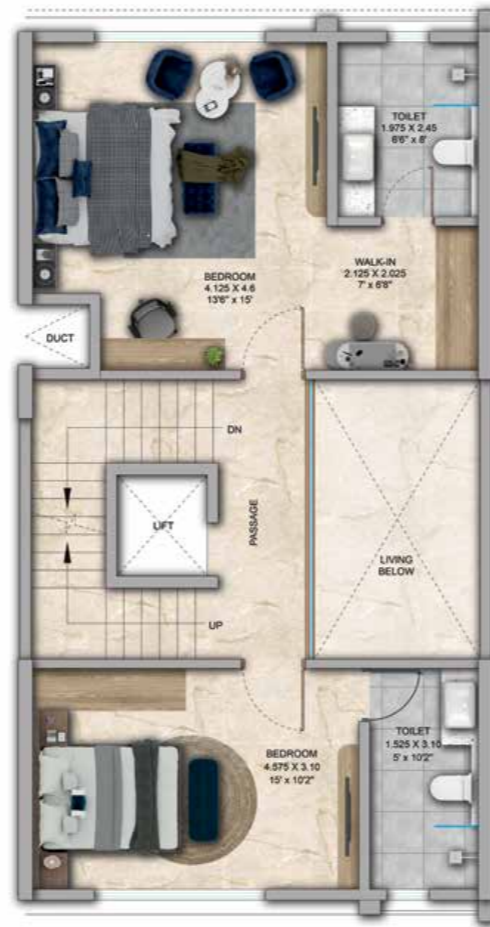 TOILET
1.975 X 2.45
6'6" x 8'
BEDROOM
4.125 X 4.6
13'6" x 15'
WALK-IN
2.125 X 2.025
7' x 6'8"
DUCT
DN
LIFT
PASSAGE
LIVING
BELOW
UP
BEDROOM
4.575 X 3.10
15' x 10'2"
TOILET
1.525 X 3.10
5' x 10'2"